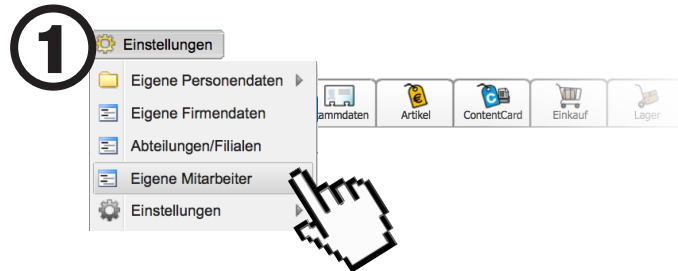 1
Einstellungen
Eigene Personendaten
Eigene Firmendaten
Abteilungen/Filialen
Eigene Mitarbeiter
Einstellungen
ammdaten
Artikel
ContentCard
Einkauf
Lager